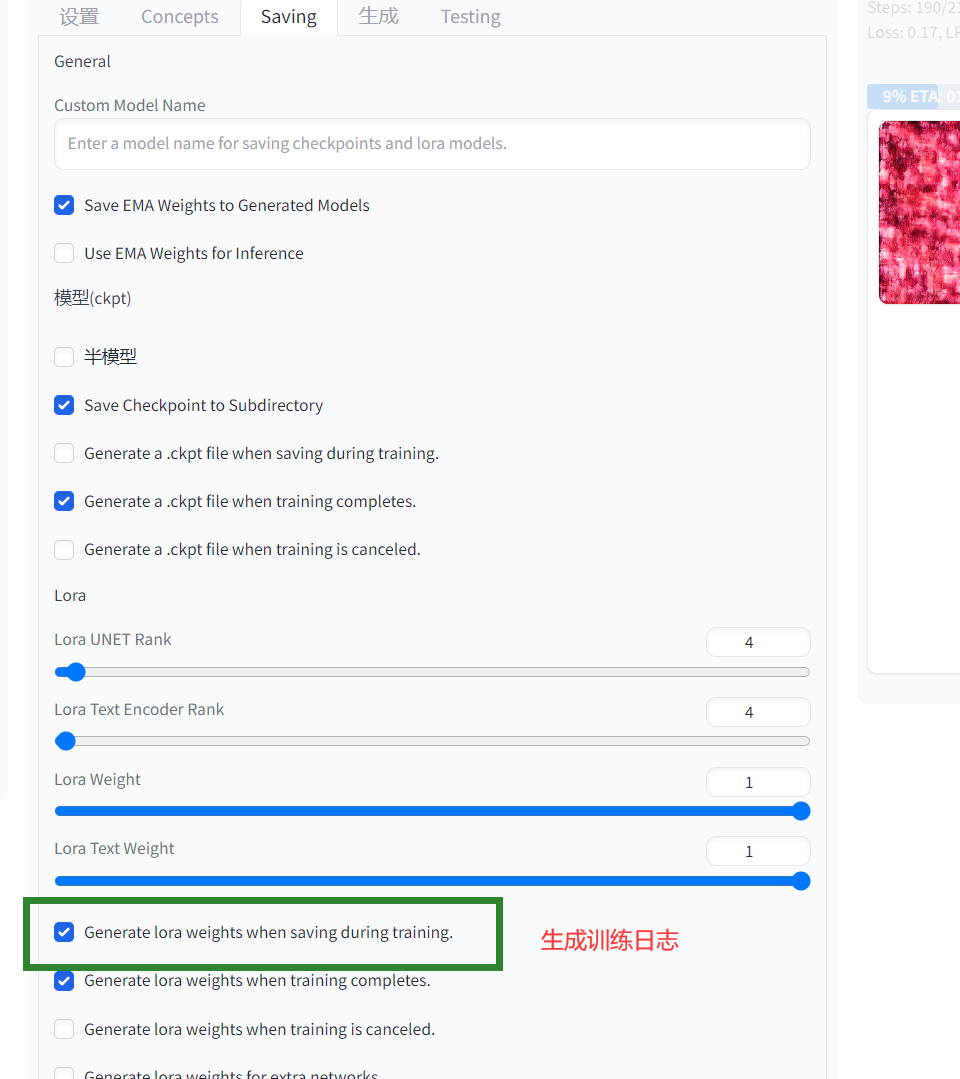 设置 Concepts Saving 生成 Testing
Steps: 190/21
Loss: 0.17, LR
9% ETA: 01
General
Custom Model Name
Enter a model name for saving checkpoints and lora models.
Save EMA Weights to Generated Models
Use EMA Weights for Inference
模型(ckpt)
半模型
Save Checkpoint to Subdirectory
Generate a .ckpt file when saving during training.
Generate a .ckpt file when training completes.
Generate a .ckpt file when training is canceled.
Lora
Lora UNET Rank 4
Lora Text Encoder Rank 4
Lora Weight 1
Lora Text Weight 1
Generate lora weights when saving during training. 生成训练日志
Generate lora weights when training completes.
Generate lora weights when training is canceled.
Generate lora weights for extra networks